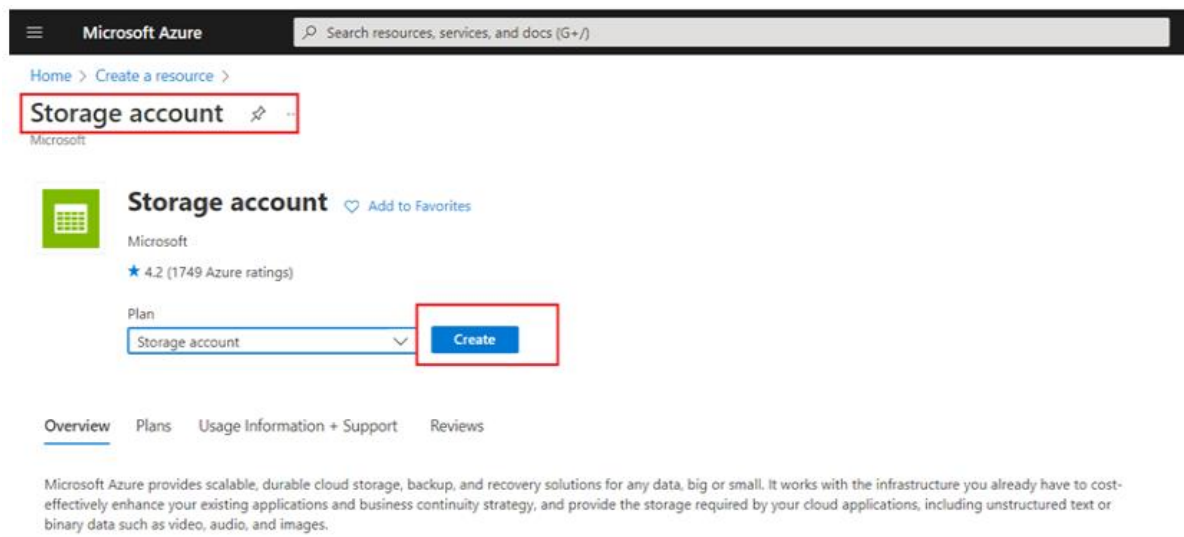 Microsoft Azure
Search resources, services, and docs (G+/)
Home > Create a resource >
Storage account ...
Microsoft
Storage account Add to Favorites
Microsoft
4.2 (1749 Azure ratings)
Plan
Storage account Create
Overview Plans Usage Information + Support Reviews
Microsoft Azure provides scalable, durable cloud storage, backup, and recovery solutions for any data, big or small. It works with the infrastructure you already have to cost-
effectively enhance your existing applications and business continuity strategy, and provide the storage required by your cloud applications, including unstructured text or
binary data such as video, audio, and images.